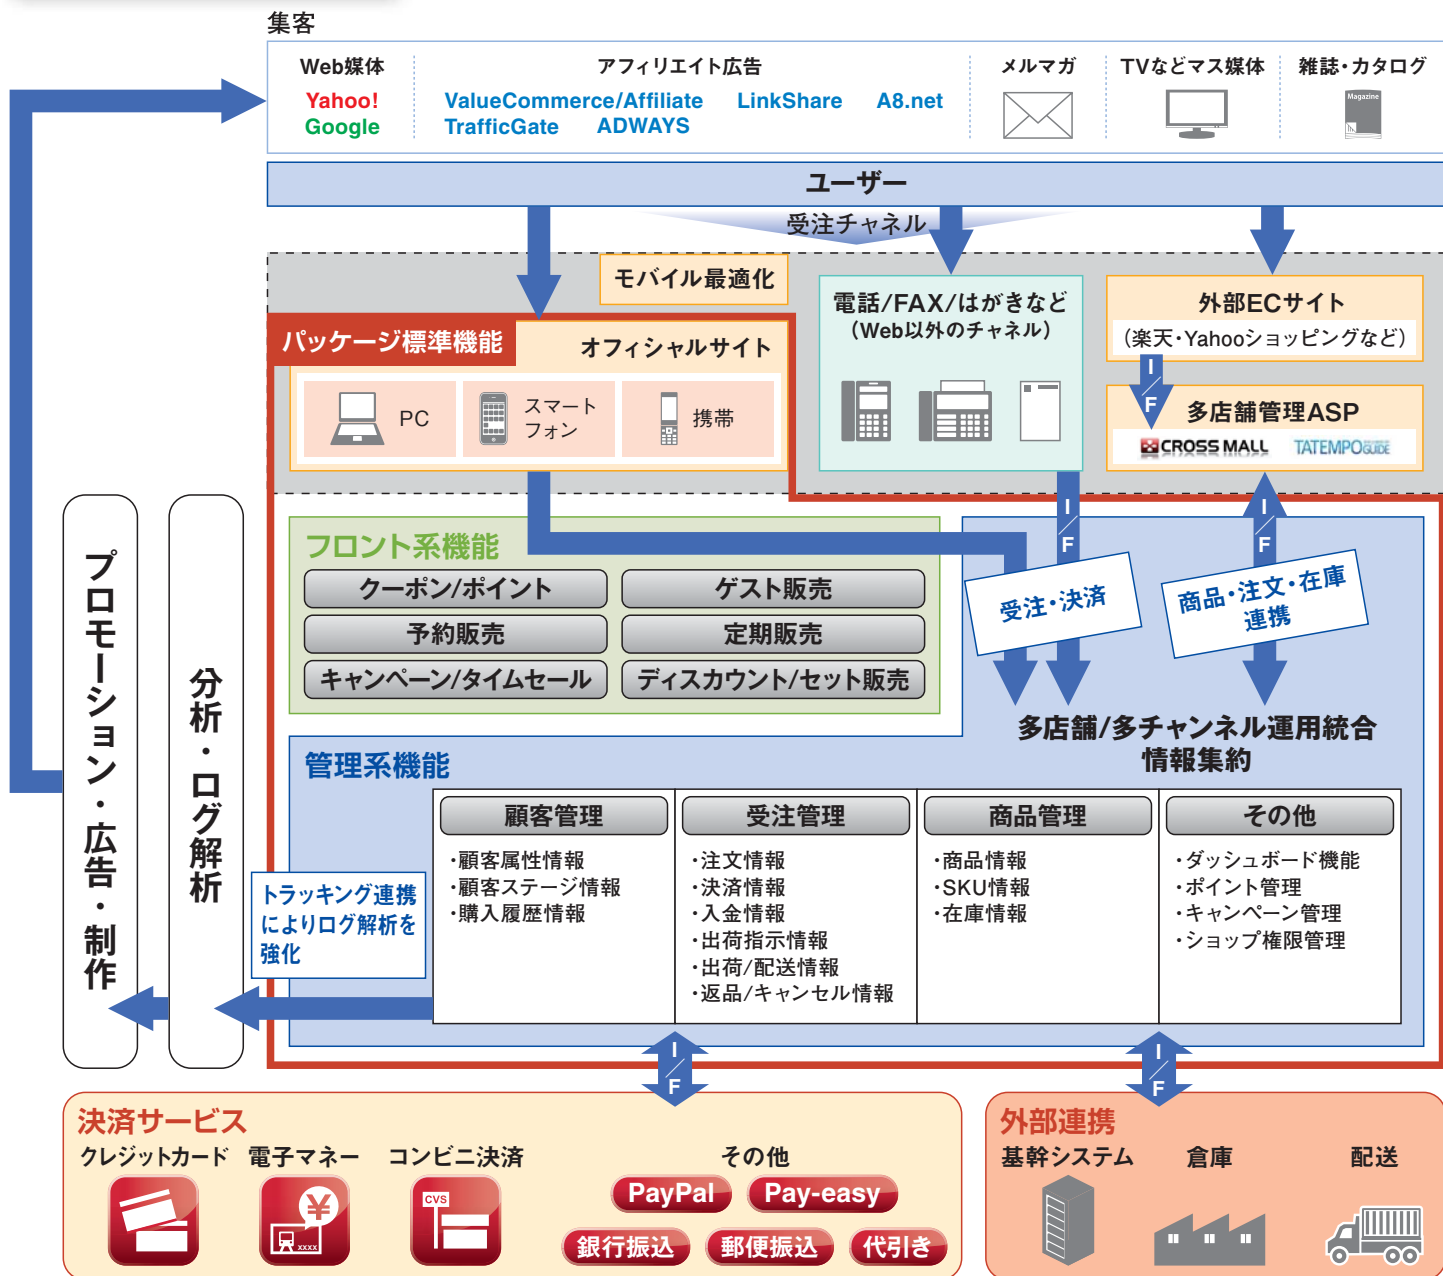 集客
Web媒体
Yahoo!
Google
アフィリエイト広告
ValueCommerce/Affiliate LinkShare A8.net
TrafficGate ADWAYS
メルマガ
TVなどマス媒体
雑誌・カタログ
Magazine
ユーザー
受注チャネル
モバイル最適化
パッケージ標準機能
オフィシャルサイト
PC
スマート
フォン
携帯
電話/FAX/はがきなど
(Web以外のチャネル)
外部ECサイト
(楽天・Yahooショッピングなど)
I/F
多店舗管理ASP
CROSS MALL
TATEMPO GUIDE
I/F
I/F
フロント系機能
クーポン/ポイント
ゲスト販売
予約販売
定期販売
キャンペーン/タイムセール
ディスカウント/セット販売
受注・決済
商品・注文・在庫
連携
多店舗/多チャンネル運用統合
情報集約
プロモーション・広告・制作
分析・ログ解析
管理系機能
顧客管理
・顧客属性情報
・顧客ステージ情報
・購入履歴情報
受注管理
・注文情報
・決済情報
・入金情報
・出荷指示情報
・出荷/配送情報
・返品/キャンセル情報
商品管理
・商品情報
・SKU情報
・在庫情報
その他
・ダッシュボード機能
・ポイント管理
・キャンペーン管理
・ショップ権限管理
トラッキング連携
によりログ解析を
強化
I/F
I/F
決済サービス
クレジットカード
電子マネー
¥
xxxx
コンビニ決済
CVS
その他
PayPal
Pay-easy
銀行振込
郵便振込
代引き
外部連携
基幹システム
倉庫
配送